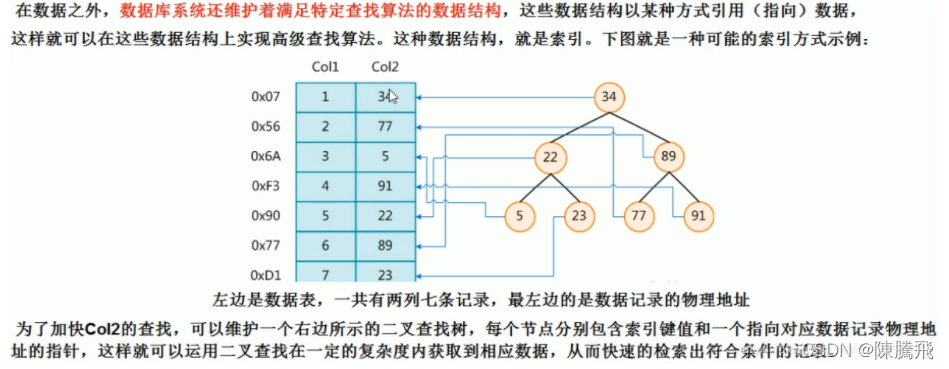 在数据之外，数据库系统还维护着满足特定查找算法的数据结构，这些数据结构以某种方式引用（指向）数据，
这样就可以在这些数据结构上实现高级查找算法。这种数据结构，就是索引。下图就是一种可能的索引方式示例：
Col1 Col2
0x07 1 34 34
0x56 2 77
0x6A 3 5 22 89
0xF3 4 91
0x90 5 22 5 23 77 91
0x77 6 89
0xD1 7 23
左边是数据表，一共有两列七条记录，最左边的是数据记录的物理地址
为了加快Col2的查找，可以维护一个右边所示的二叉查找树，每个节点分别包含索引键值和一个指向对应数据记录物理地
址的指针，这样就可以运用二叉查找在一定的复杂度内获取到相应数据，从而快速的检索出符合条件的记录。
DN @陳騰飛